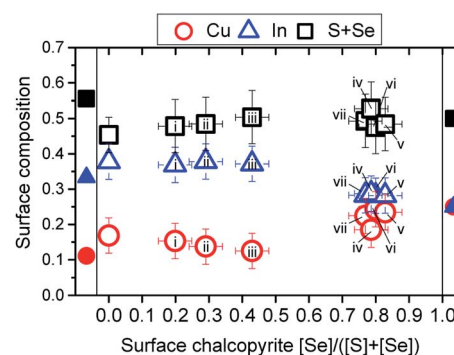 Cu In S+Se
0.7
0.6
0.5
0.4
0.3
0.2
0.1
0.0
Surface composition
i ii iii
i ii iii
i ii iii
iv vi
vii v
vii iv vi v
vii iv vi v
0.0 0.1 0.2 0.3 0.4 0.5 0.6 0.7 0.8 0.9 1.0
Surface chalcopyrite [Se]/([S]+[Se])